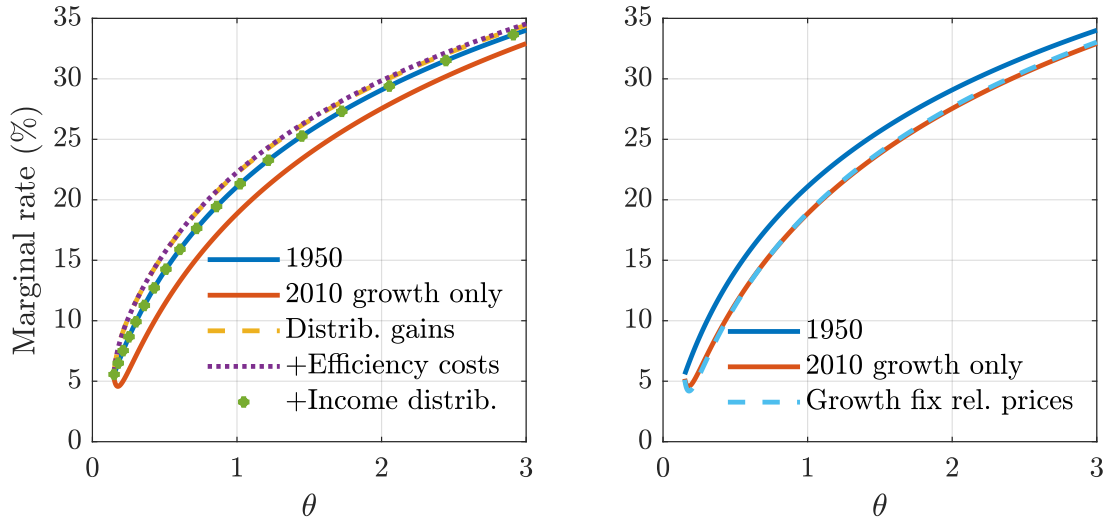 Marginal rate (%)
35
30
25
20
15
10
5
0
0
1
2
3
θ
1950
2010 growth only
Distrib. gains
+Efficiency costs
+Income distrib.
35
30
25
20
15
10
5
0
0
1
2
3
θ
1950
2010 growth only
Growth fix rel. prices